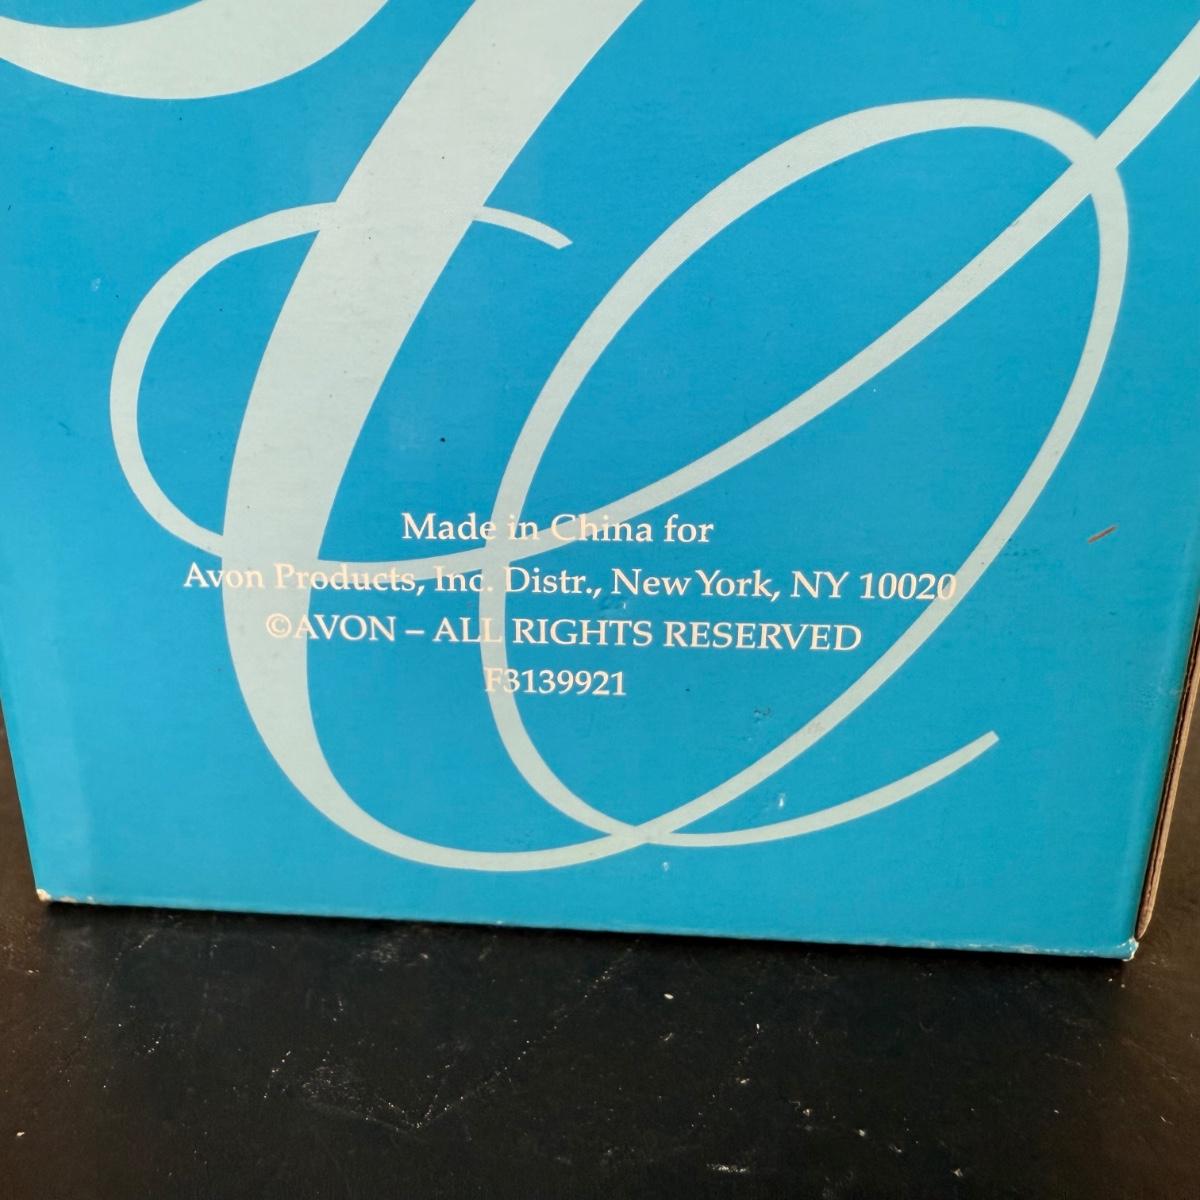 Made in China for
Avon Products, Inc. Distr., New York, NY 10020
©AVON – ALL RIGHTS RESERVED
F3139921